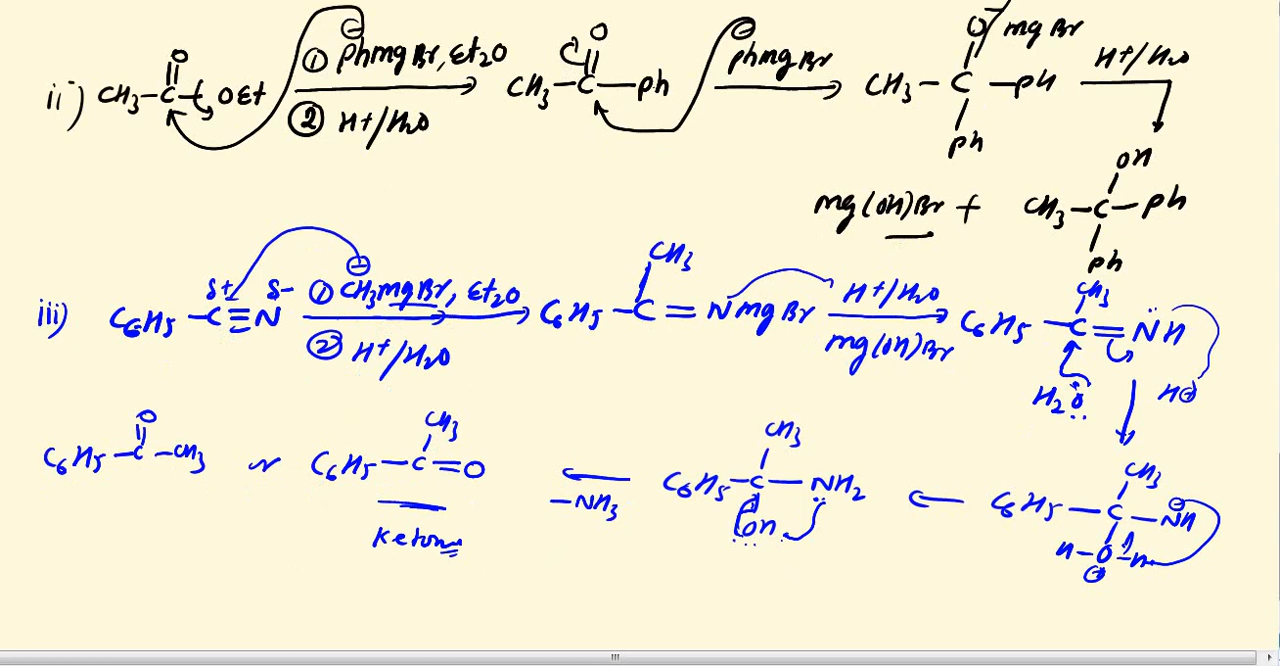 O O O mgBr
ii) CH3-C-OEt ① phmgBr, Et2O CH3-C-ph phmgBr CH3-C-ph H+/H2O
② H+/H2O ph
OH
mg(OH)Br + CH3-C-ph
ph
CH3 CH3
iii) C6H5-C≡N δ+ δ- ① CH3mgBr, Et2O C6H5-C=NmgBr H+/H2O C6H5-C=NH
② H+/H2O mg(OH)Br H2O H⊕
O CH3 CH3 CH3
C6H5-C-CH3 or C6H5-C=O -NH3 C6H5-C-NH2 C6H5-C-NH
Ketone OH H-O-H
⊕